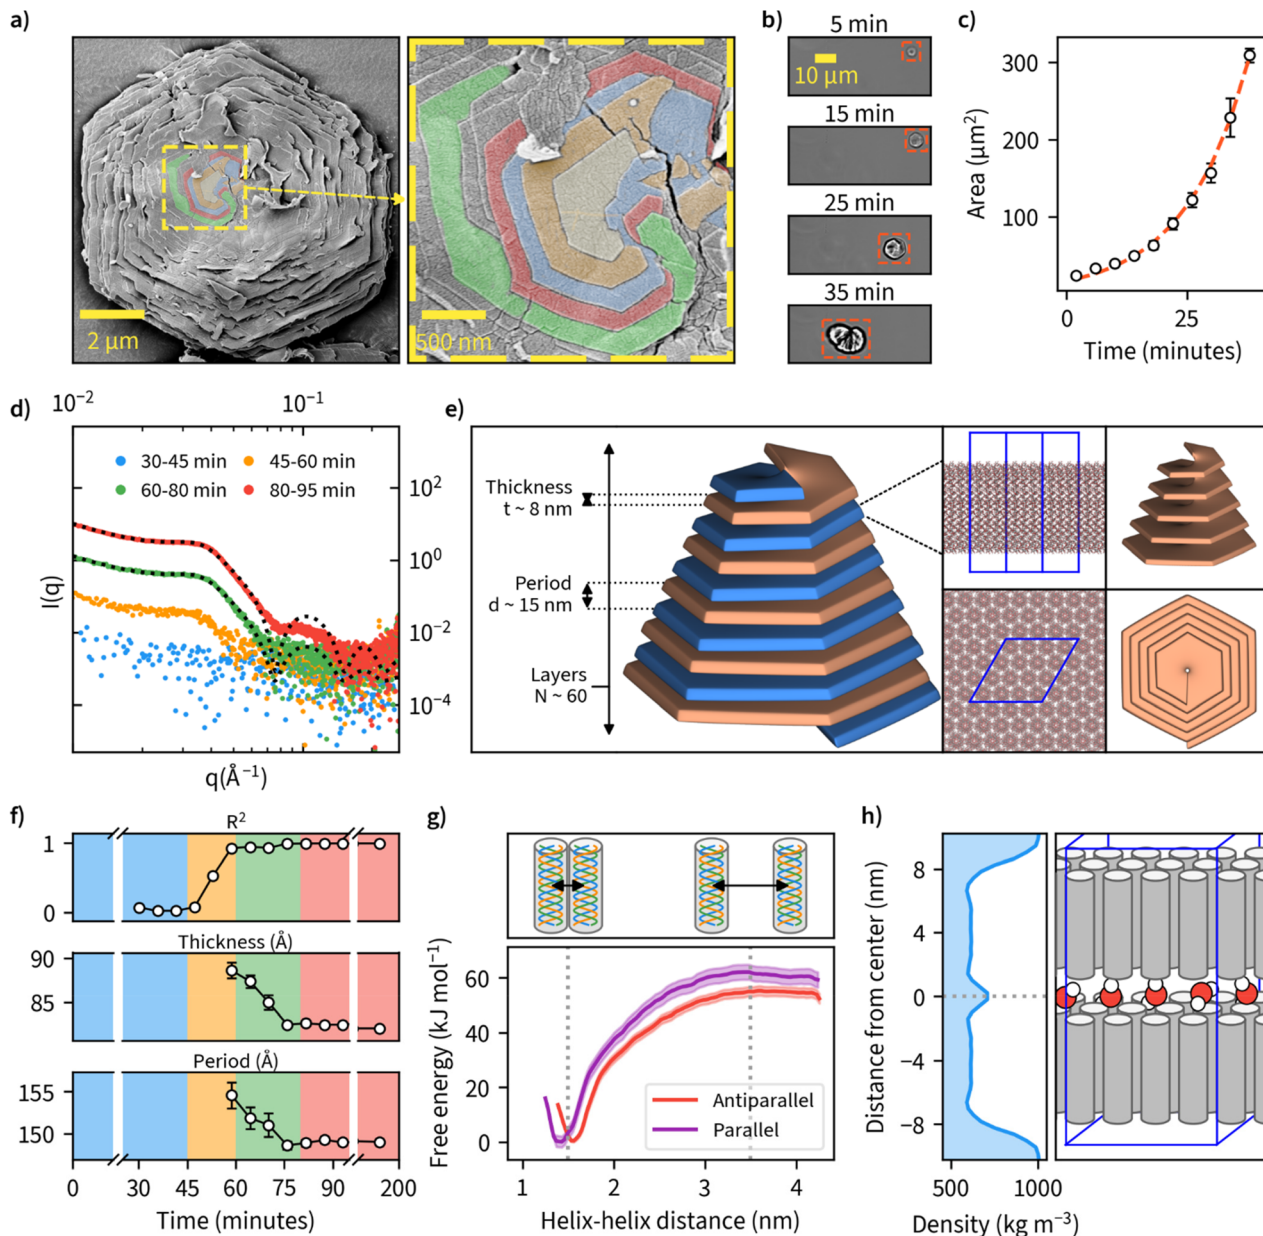 a)
2 μm
500 nm
b)
5 min
10 μm
15 min
25 min
35 min
c)
300
200
100
Area (μm²)
0
25
Time (minutes)
d)
10⁻²
10⁻¹
30-45 min
45-60 min
60-80 min
80-95 min
10²
10⁰
10⁻²
10⁻⁴
I(q)
q(Å⁻¹)
e)
Thickness
t ~ 8 nm
Period
d ~ 15 nm
Layers
N ~ 60
f)
R²
1
0
Thickness (Å)
90
85
Period (Å)
155
150
0
30
45
60
75
200
Time (minutes)
g)
Free energy (kJ mol⁻¹)
60
40
20
0
Antiparallel
Parallel
1
2
3
4
Helix-helix distance (nm)
h)
Distance from center (nm)
8
4
0
−4
−8
500
1000
Density (kg m⁻³)